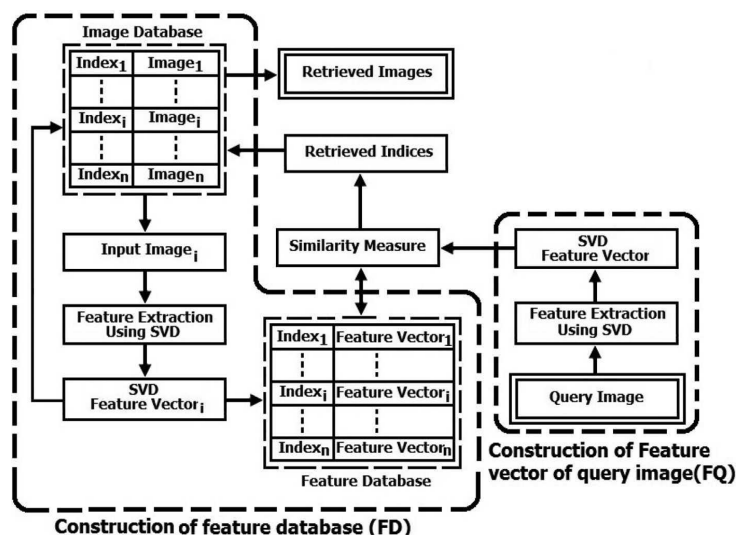 Image Database
Index1 Image1
Indexi Imagei
Indexn Imagen
Retrieved Images
Retrieved Indices
Input Imagei
Similarity Measure
SVD
Feature Vector
Feature Extraction
Using SVD
Feature Extraction
Using SVD
Index1 Feature Vector1
SVD
Feature Vectori
Indexi Feature Vectori
Query Image
Indexn Feature Vectorn
Feature Database
Construction of Feature
vector of query image(FQ)
Construction of feature database (FD)